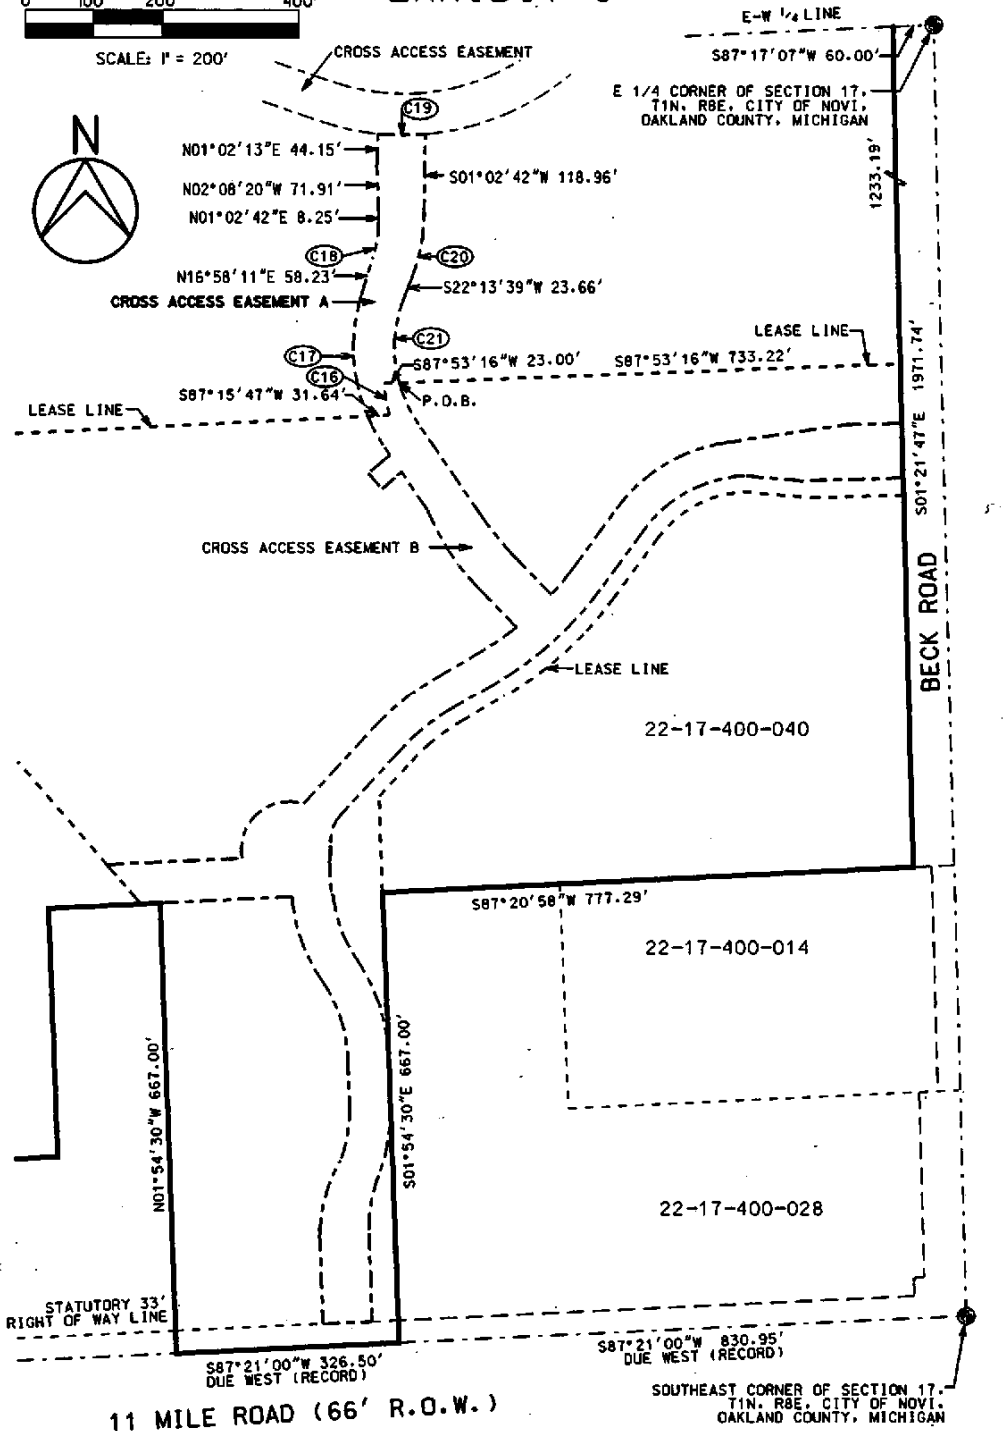 0 100 200 400'
SCALE: 1" = 200'
E-W 1/4 LINE
S87°17'07"W 60.00'
E 1/4 CORNER OF SECTION 17,
T1N, R8E, CITY OF NOVI,
OAKLAND COUNTY, MICHIGAN
1233.19'
CROSS ACCESS EASEMENT
C19
N
N01°02'13"E 44.15'
N02°08'20"W 71.91'
N01°02'42"E 8.25'
S01°02'42"W 118.96'
C18
C20
N16°58'11"E 58.23'
S22°13'39"W 23.66'
CROSS ACCESS EASEMENT A
C21
C17
C16
S87°53'16"W 23.00'
S87°53'16"W 733.22'
LEASE LINE
S87°15'47"W 31.64'
P.O.B.
LEASE LINE
S01°21'47"E 1971.74'
CROSS ACCESS EASEMENT B
BECK ROAD
LEASE LINE
22-17-400-040
S87°20'58"W 777.29'
22-17-400-014
N01°54'30"W 667.00'
S01°54'30"E 667.00'
22-17-400-028
STATUTORY 33'
RIGHT OF WAY LINE
S87°21'00"W 326.50'
DUE WEST (RECORD)
S87°21'00"W 830.95'
DUE WEST (RECORD)
11 MILE ROAD (66' R.O.W.)
SOUTHEAST CORNER OF SECTION 17,
T1N, R8E, CITY OF NOVI,
OAKLAND COUNTY, MICHIGAN